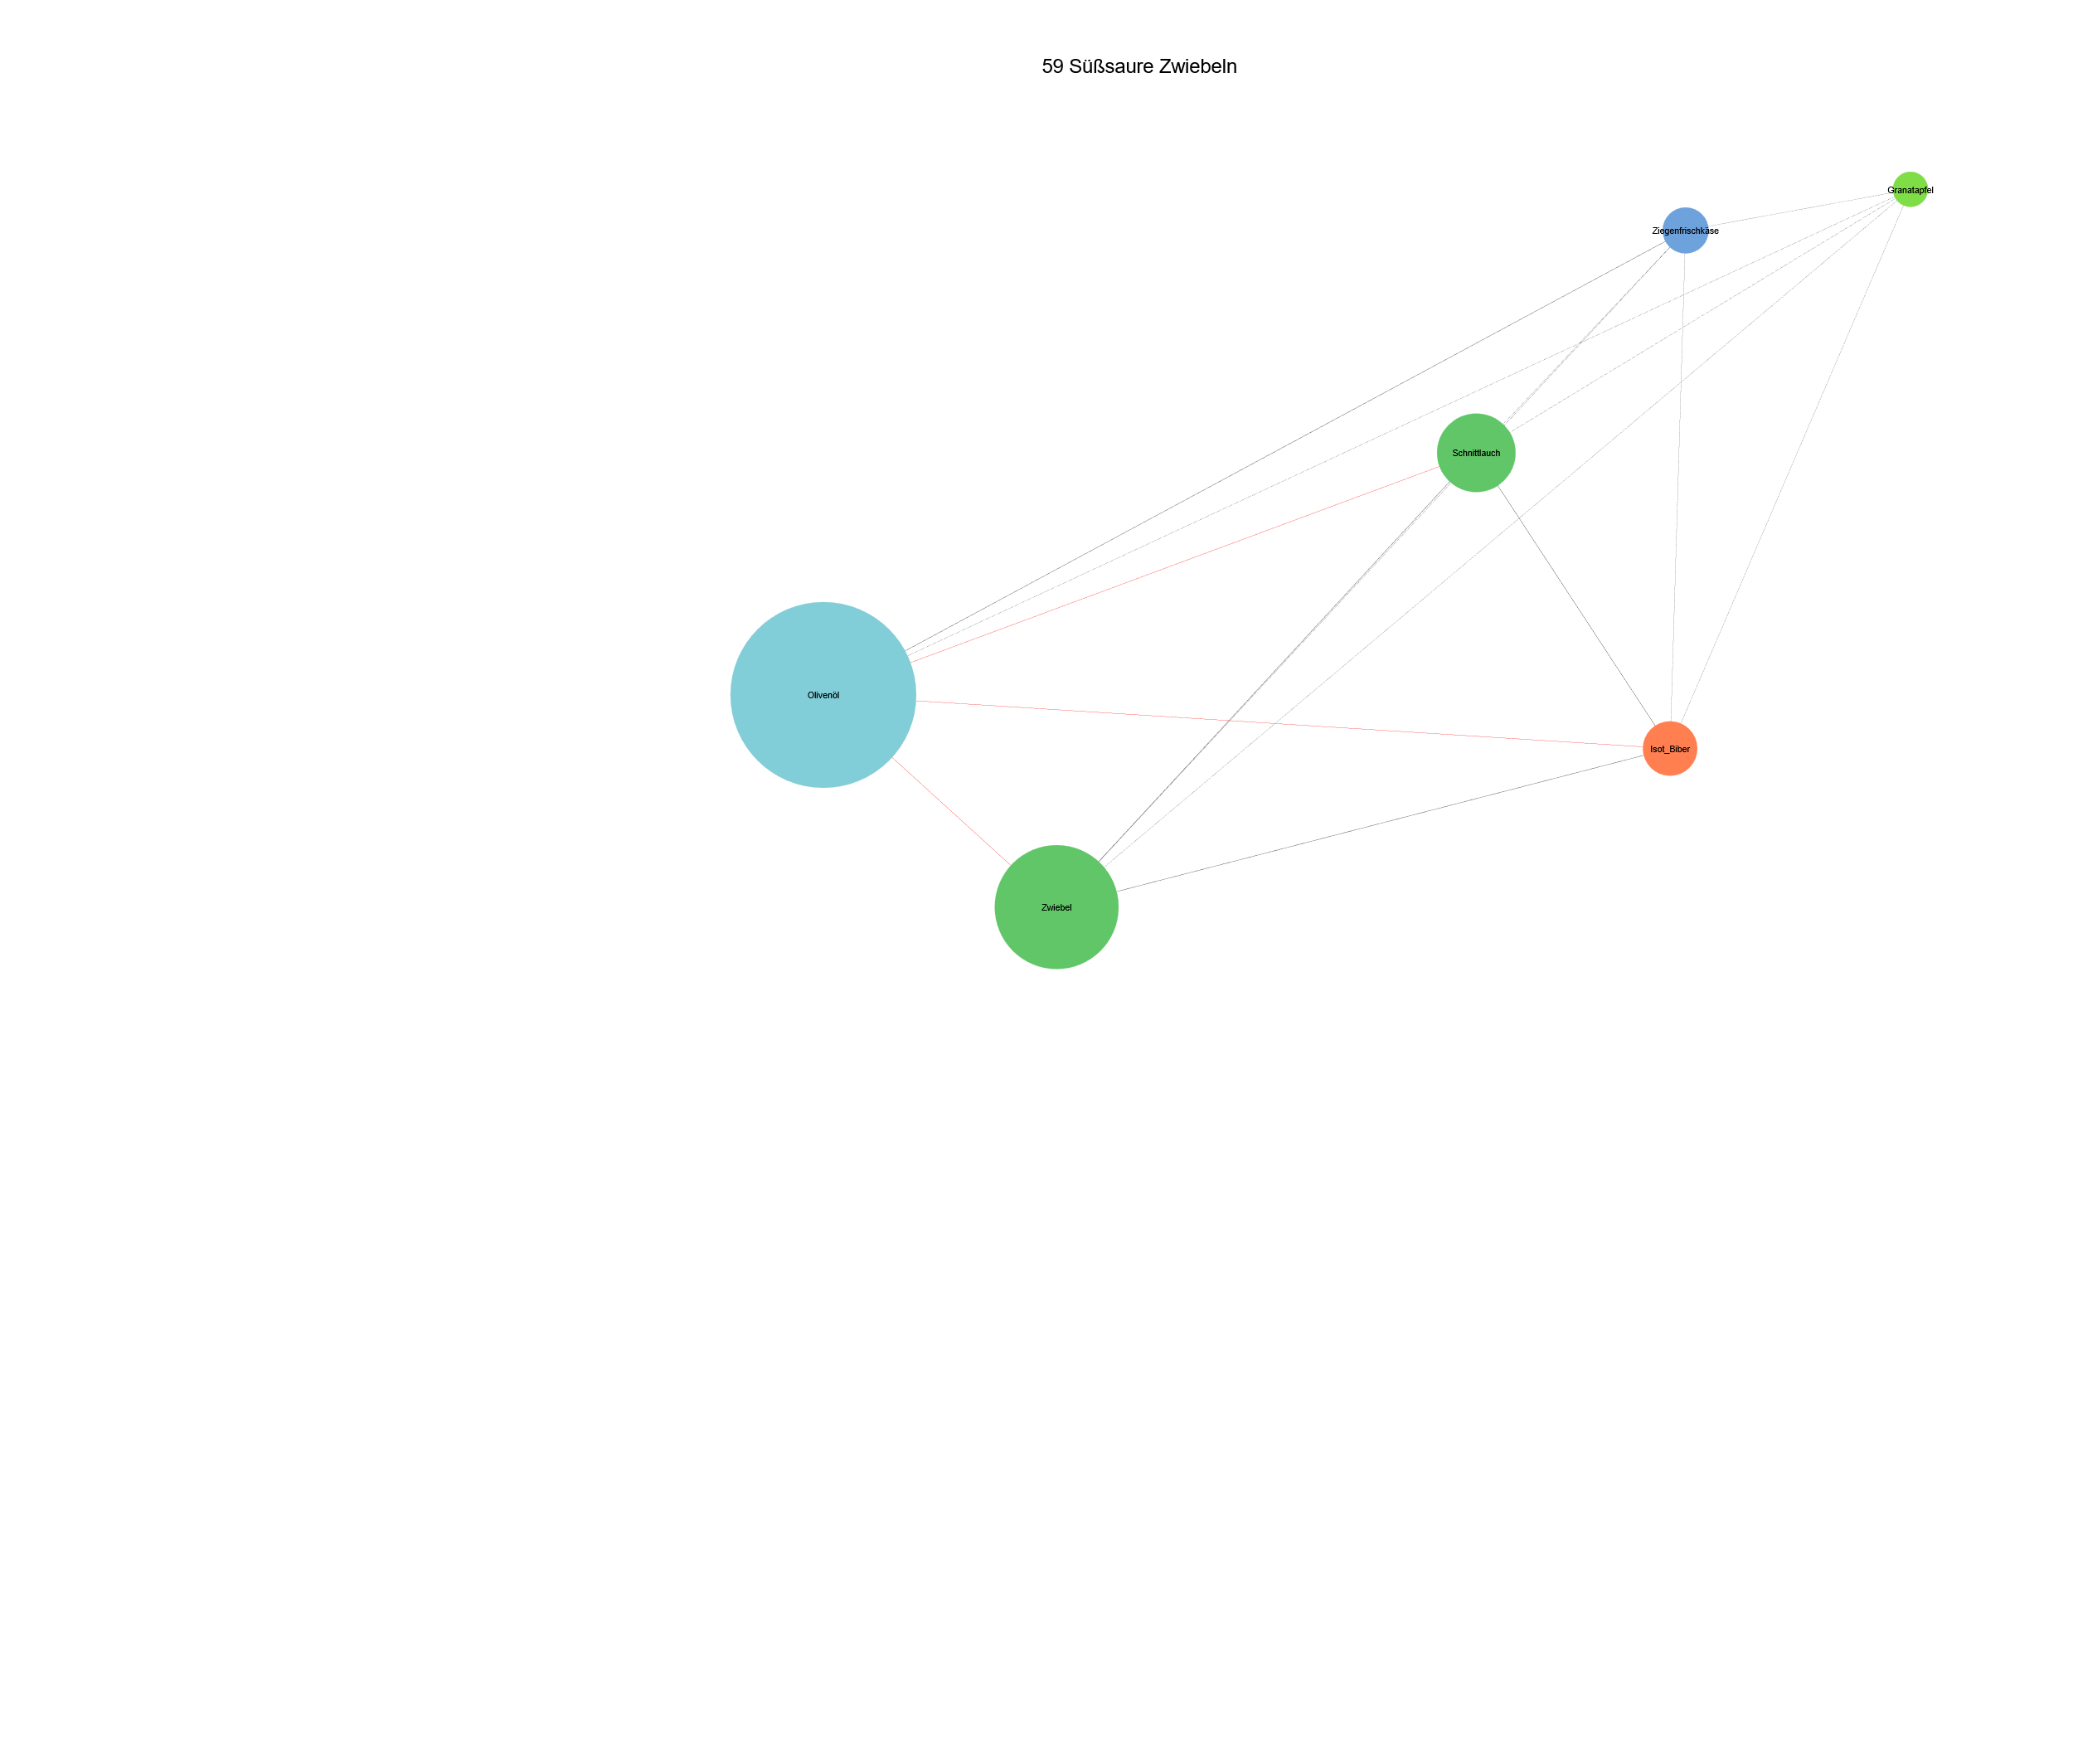 59 Süßsaure Zwiebeln
Granatapfel
Ziegenfrischkäse
Schnittlauch
Olivenöl
Isot_Biber
Zwiebel